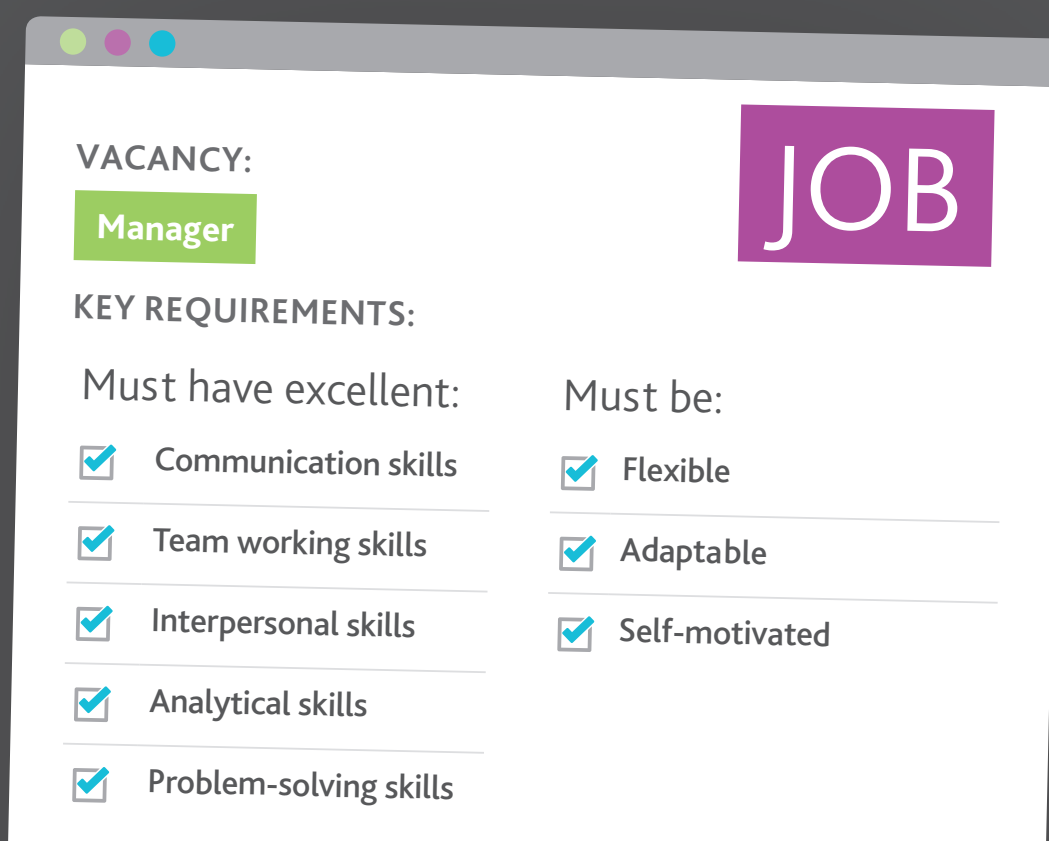 JOB
VACANCY:
Manager
KEY REQUIREMENTS:
Must have excellent:
Communication skills
Team working skills
Interpersonal skills
Analytical skills
Problem-solving skills
Must be:
Flexible
Adaptable
Self-motivated